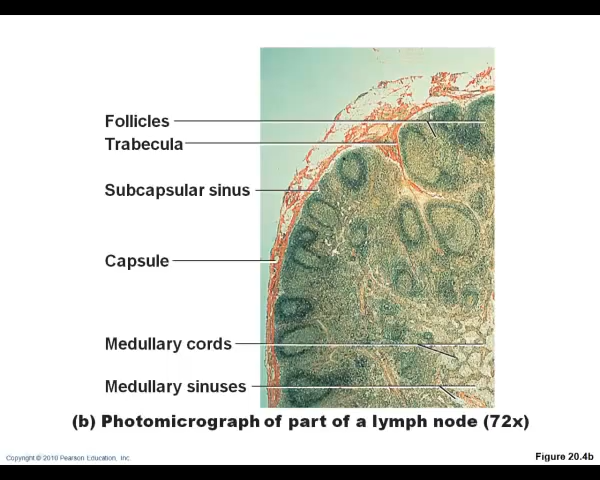 Follicles
Trabecula
Subcapsular sinus
Capsule
Medullary cords
Medullary sinuses
(b) Photomicrograph of part of a lymph node (72x)
Copyright © 2010 Pearson Education, Inc.
Figure 20.4b